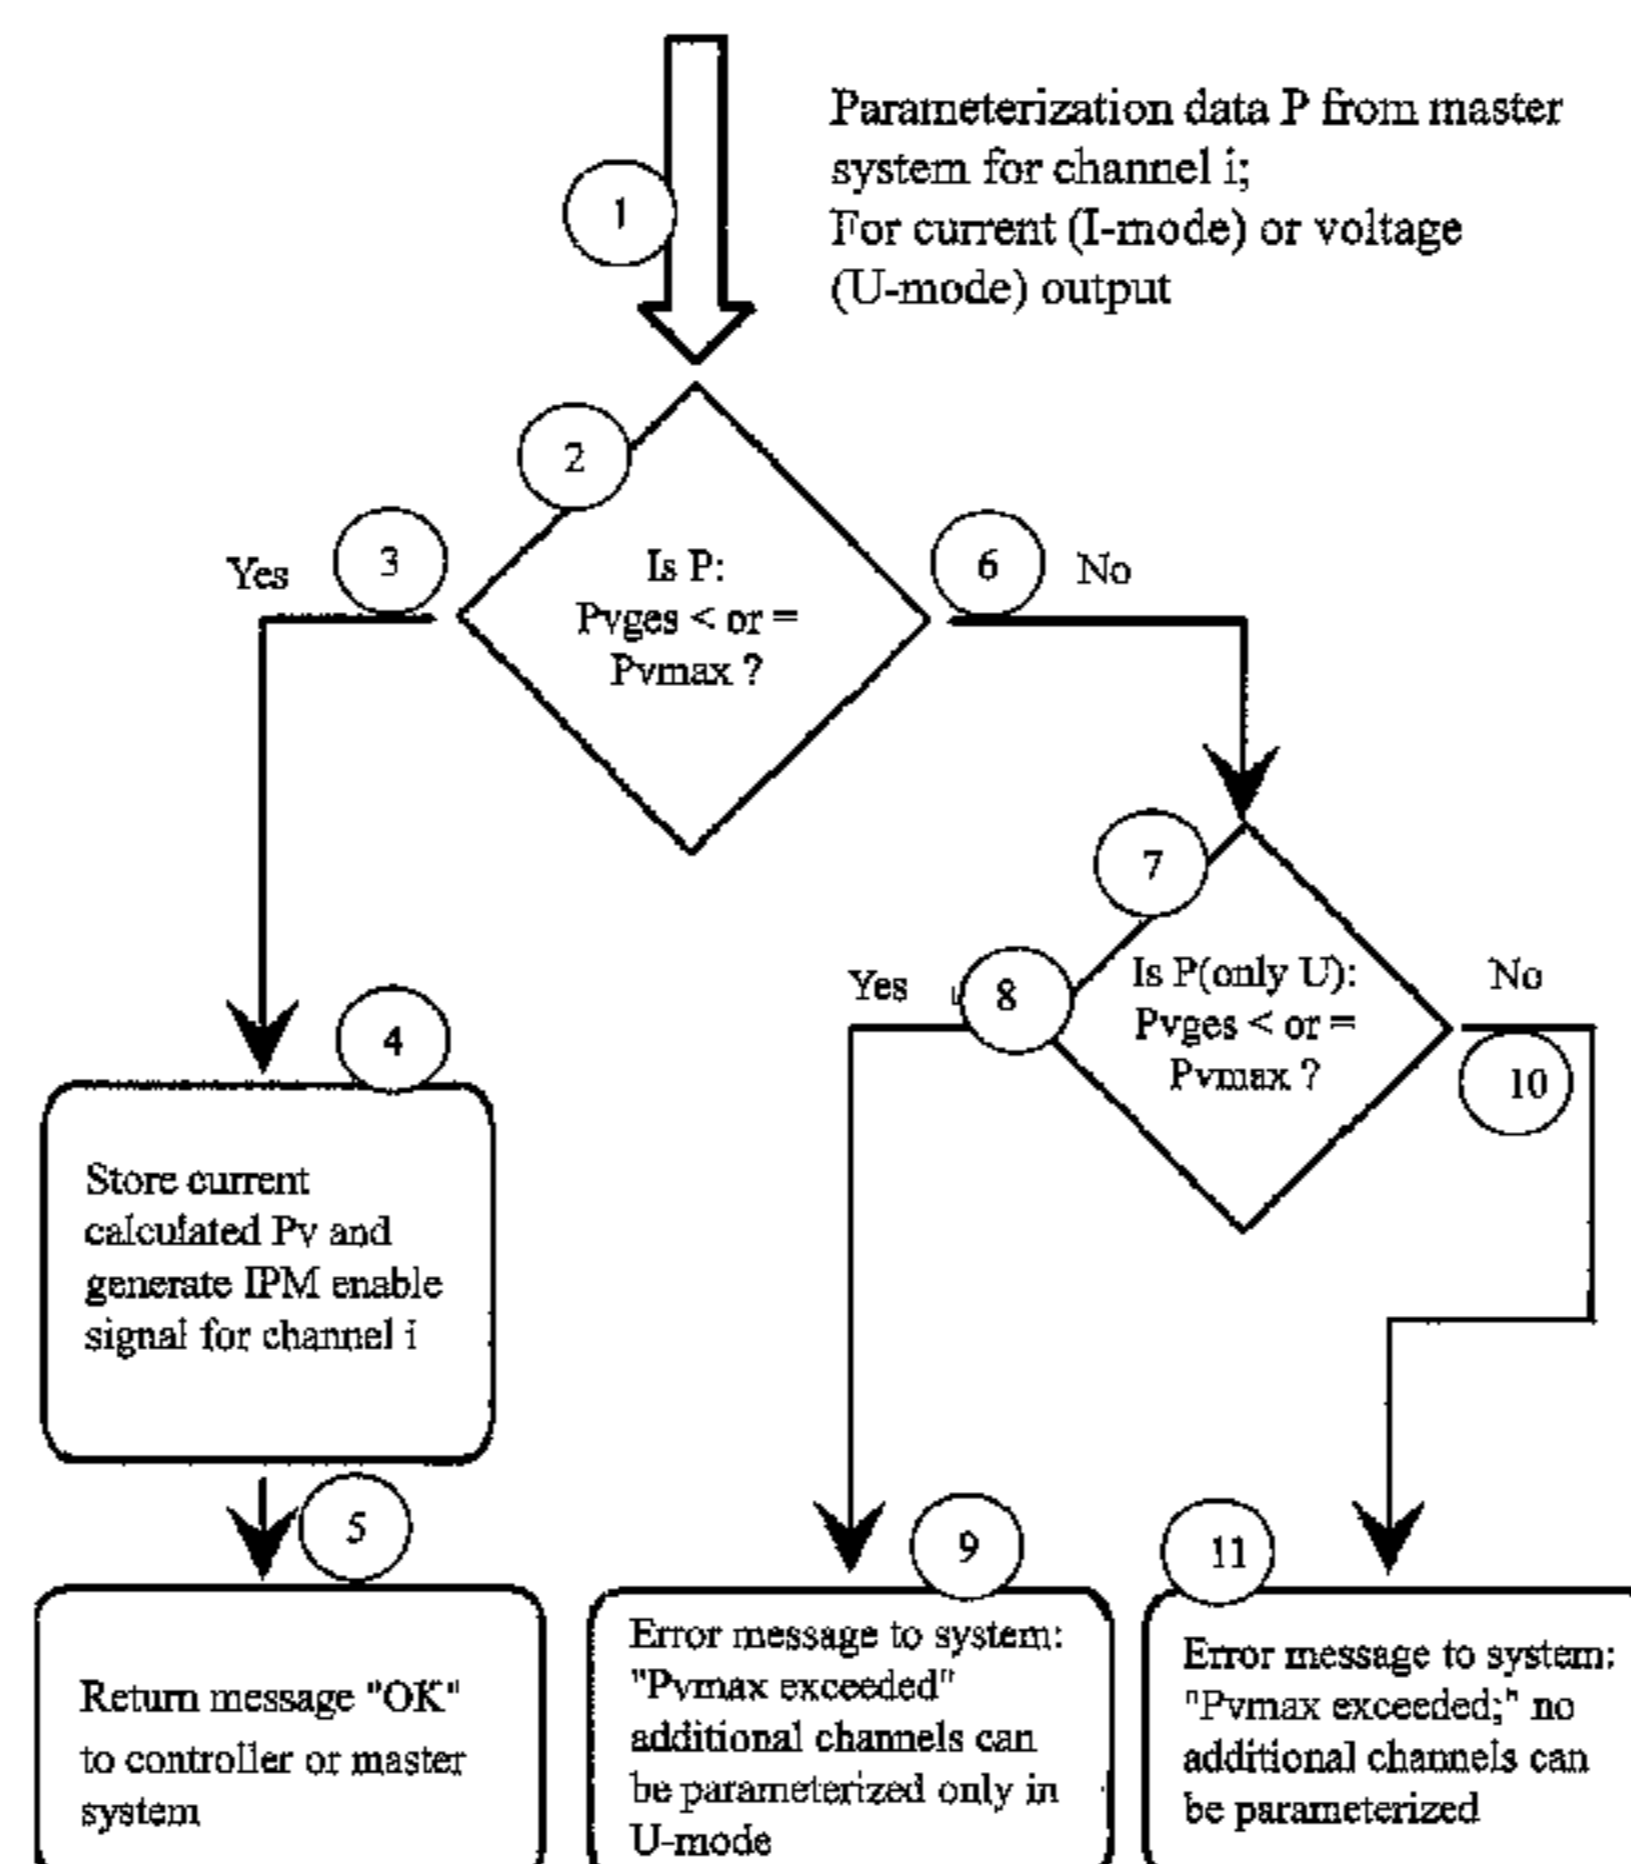 Parameterization data P from master
system for channel i;
For current (I-mode) or voltage
(U-mode) output
1
2
3
Yes
Is P:
Pvges < or =
Pvmax ?
6
No
7
8
Yes
Is P(only U):
Pvges < or =
Pvmax ?
No
10
4
Store current
calculated Pv and
generate IPM enable
signal for channel i
5
Return message "OK"
to controller or master
system
9
Error message to system:
"Pvmax exceeded"
additional channels can
be parameterized only in
U-mode
11
Error message to system:
"Pvmax exceeded;" no
additional channels can
be parameterized